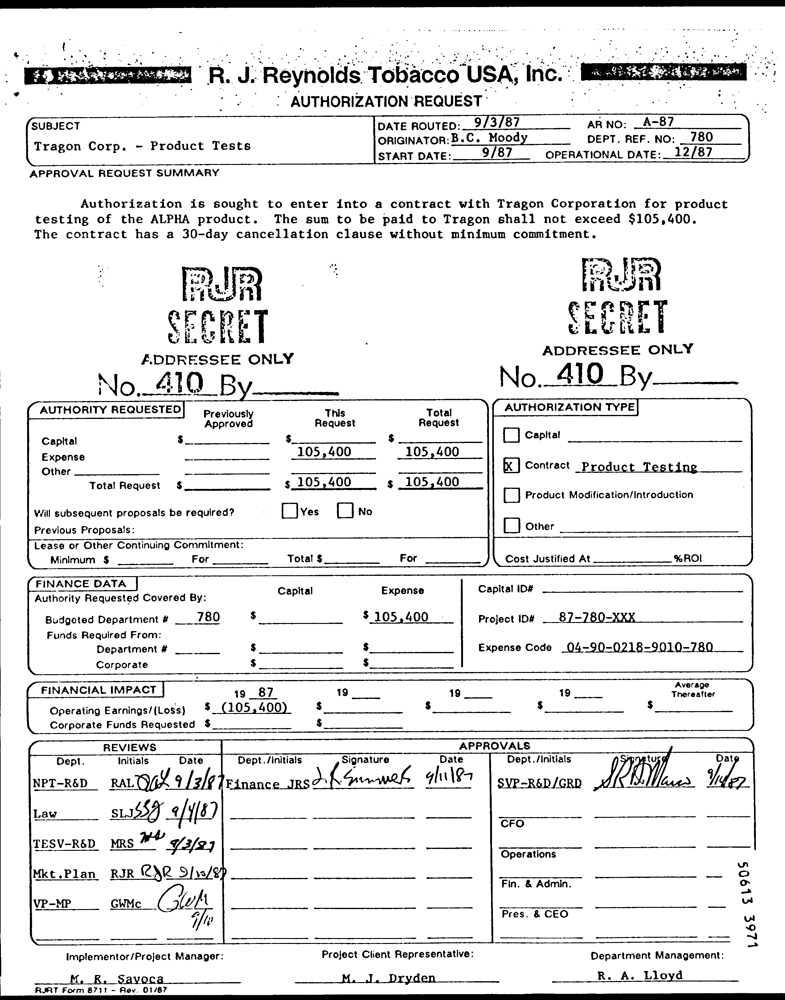 R. J. Reynolds Tobacco USA, Inc.
AUTHORIZATION REQUEST
SUBJECT
Tragon Corp. - Product Tests
DATE ROUTED: 9/3/87 AR NO: A-87
ORIGINATOR: B.C. Moody DEPT. REF. NO: 780
START DATE: 9/87 OPERATIONAL DATE: 12/87
APPROVAL REQUEST SUMMARY
Authorization is sought to enter into a contract with Tragon Corporation for product
testing of the ALPHA product. The sum to be paid to Tragon shall not exceed $105,400.
The contract has a 30-day cancellation clause without minimum commitment.
RJR
SECRET
ADDRESSEE ONLY
No. 410 By
RJR
SECRET
ADDRESSEE ONLY
No. 410 By
AUTHORITY REQUESTED
Previously Approved This Request Total Request
Capital $ $ $
Expense 105,400 105,400
Other
Total Request $ $ 105,400 $ 105,400
Will subsequent proposals be required? Yes No
Previous Proposals:
Lease or Other Continuing Commitment:
Minimum $ For Total $ For
AUTHORIZATION TYPE
Capital
X Contract Product Testing
Product Modification/Introduction
Other
Cost Justified At %ROI
FINANCE DATA
Authority Requested Covered By: Capital Expense
Budgeted Department # 780 $ $ 105,400
Funds Required From:
Department # $ $
Corporate $ $
Capital ID#
Project ID# 87-780-XXX
Expense Code 04-90-0218-9010-780
FINANCIAL IMPACT 19 87 19 19 19 Average Thereafter
Operating Earnings/(Loss) $ (105,400) $ $ $ $
Corporate Funds Requested $ $
REVIEWS
Dept. Initials Date
NPT-R&D RAL 9/3/87
Law SLJ 9/4/87
TESV-R&D MRS 9/3/87
Mkt.Plan RJR RJR 9/10/87
VP-MP GWMc GWM 9/10
APPROVALS
Dept./Initials Signature Date Dept./Initials Signature Date
Finance JRS 9/11/87
SVP-R&D/GRD 9/14/87
CFO
Operations
Fin. & Admin.
Pres. & CEO
50613 3971
Implementor/Project Manager: Project Client Representative: Department Management:
M. R. Savoca M. J. Dryden R. A. Lloyd
RJRT Form 8711 - Rev. 01/87